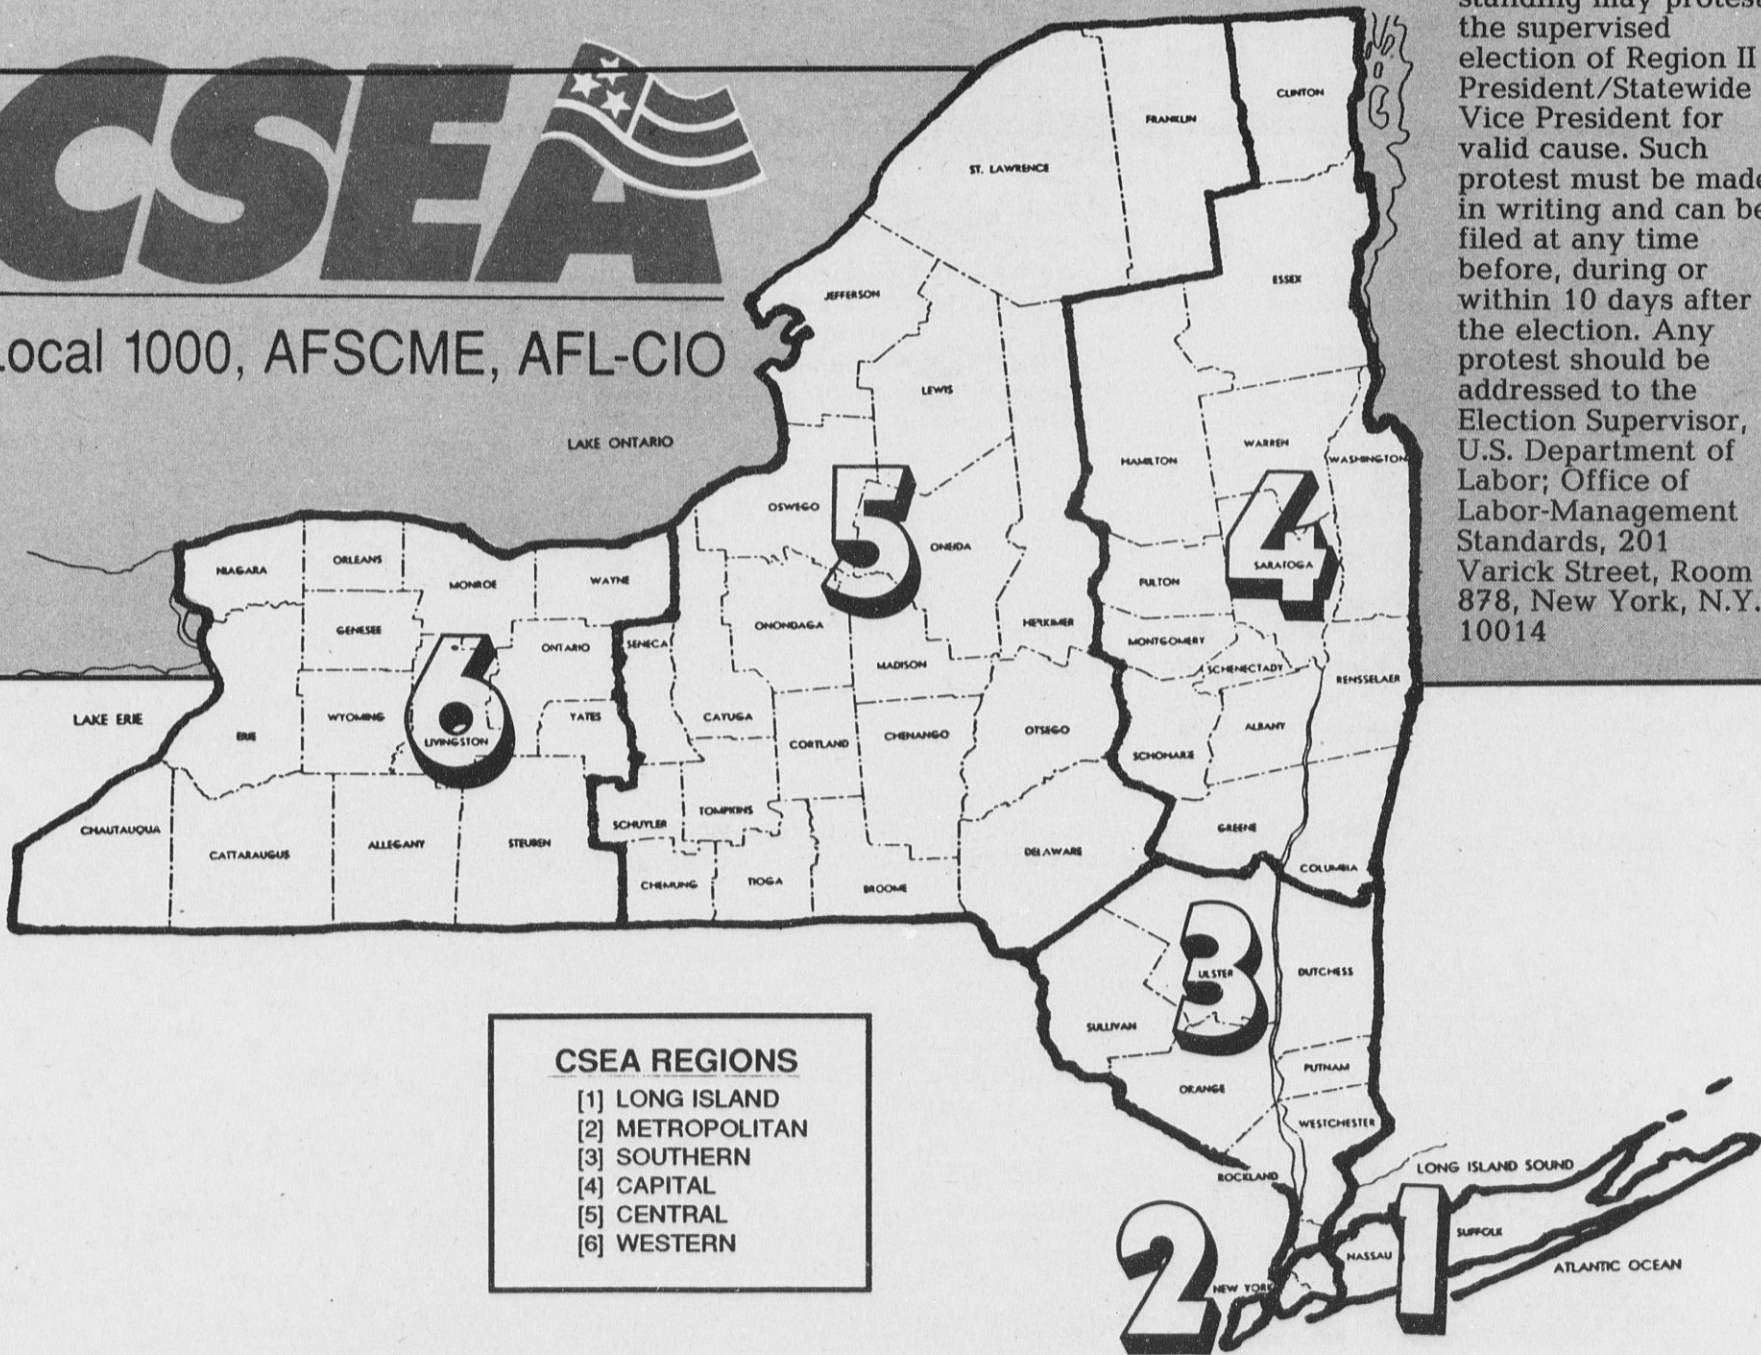 CSEA
Local 1000, AFSCME, AFL-CIO
the supervised
election of Region II
President/Statewide
Vice President for
valid cause. Such
protest must be made
in writing and can be
filed at any time
before, during or
within 10 days after
the election. Any
protest should be
addressed to the
Election Supervisor,
U.S. Department of
Labor; Office of
Labor-Management
Standards, 201
Varick Street, Room
878, New York, N.Y.
10014
CLINTON
FRANKLIN
ST. LAWRENCE
ESSEX
JEFFERSON
LEWIS
LAKE ONTARIO
HAMILTON
WARREN
WASHINGTON
OSWEGO
5
ONEIDA
4
SARATOGA
FULTON
NIAGARA
ORLEANS
MONROE
WAYNE
GENESEE
ONTARIO
SENECA
ONONDAGA
HERKIMER
MONTGOMERY
MADISON
SCHENECTADY
RENSSELAER
LAKE ERIE
ERIE
WYOMING
6
LIVINGSTON
YATES
CAYUGA
CORTLAND
CHENANGO
OTSEGO
SCHOHARIE
ALBANY
CHAUTAUQUA
CATTARAUGUS
ALLEGANY
STEUBEN
SCHUYLER
TOMPKINS
CHEMUNG
TIOGA
BROOME
DELAWARE
GREENE
COLUMBIA
3
ULSTER
DUTCHESS
SULLIVAN
PUTNAM
ORANGE
WESTCHESTER
ROCKLAND
LONG ISLAND SOUND
2
NEW YORK
NASSAU
1
SUFFOLK
ATLANTIC OCEAN
CSEA REGIONS
[1] LONG ISLAND
[2] METROPOLITAN
[3] SOUTHERN
[4] CAPITAL
[5] CENTRAL
[6] WESTERN